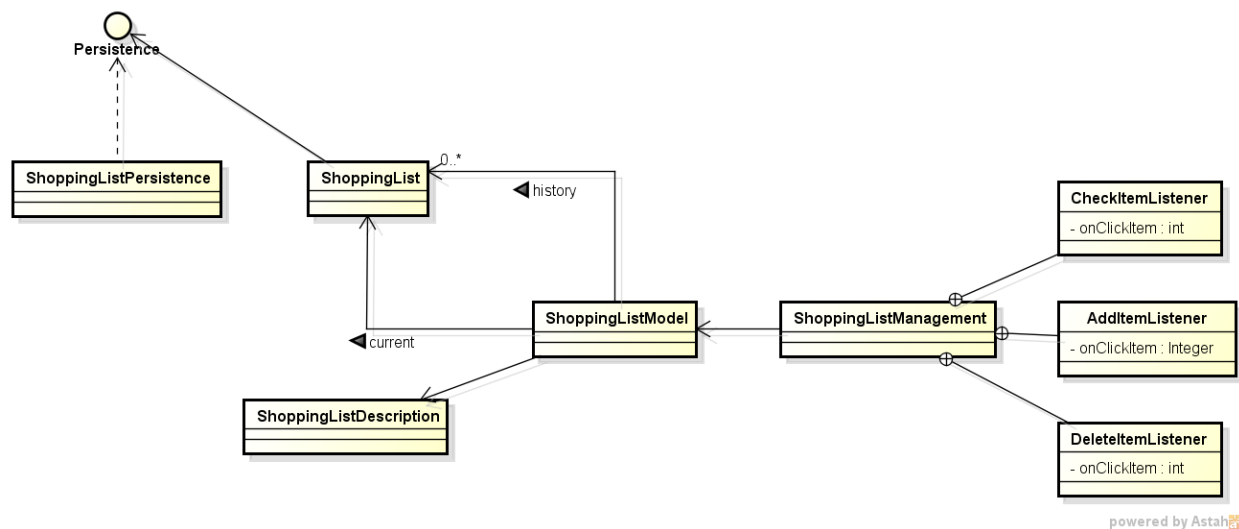 Persistence
ShoppingListPersistence
ShoppingList
0..*
history
CheckItemListener
- onClickItem : int
ShoppingListModel
ShoppingListManagement
AddItemListener
- onClickItem : Integer
current
ShoppingListDescription
DeleteItemListener
- onClickItem : int
powered by Astah